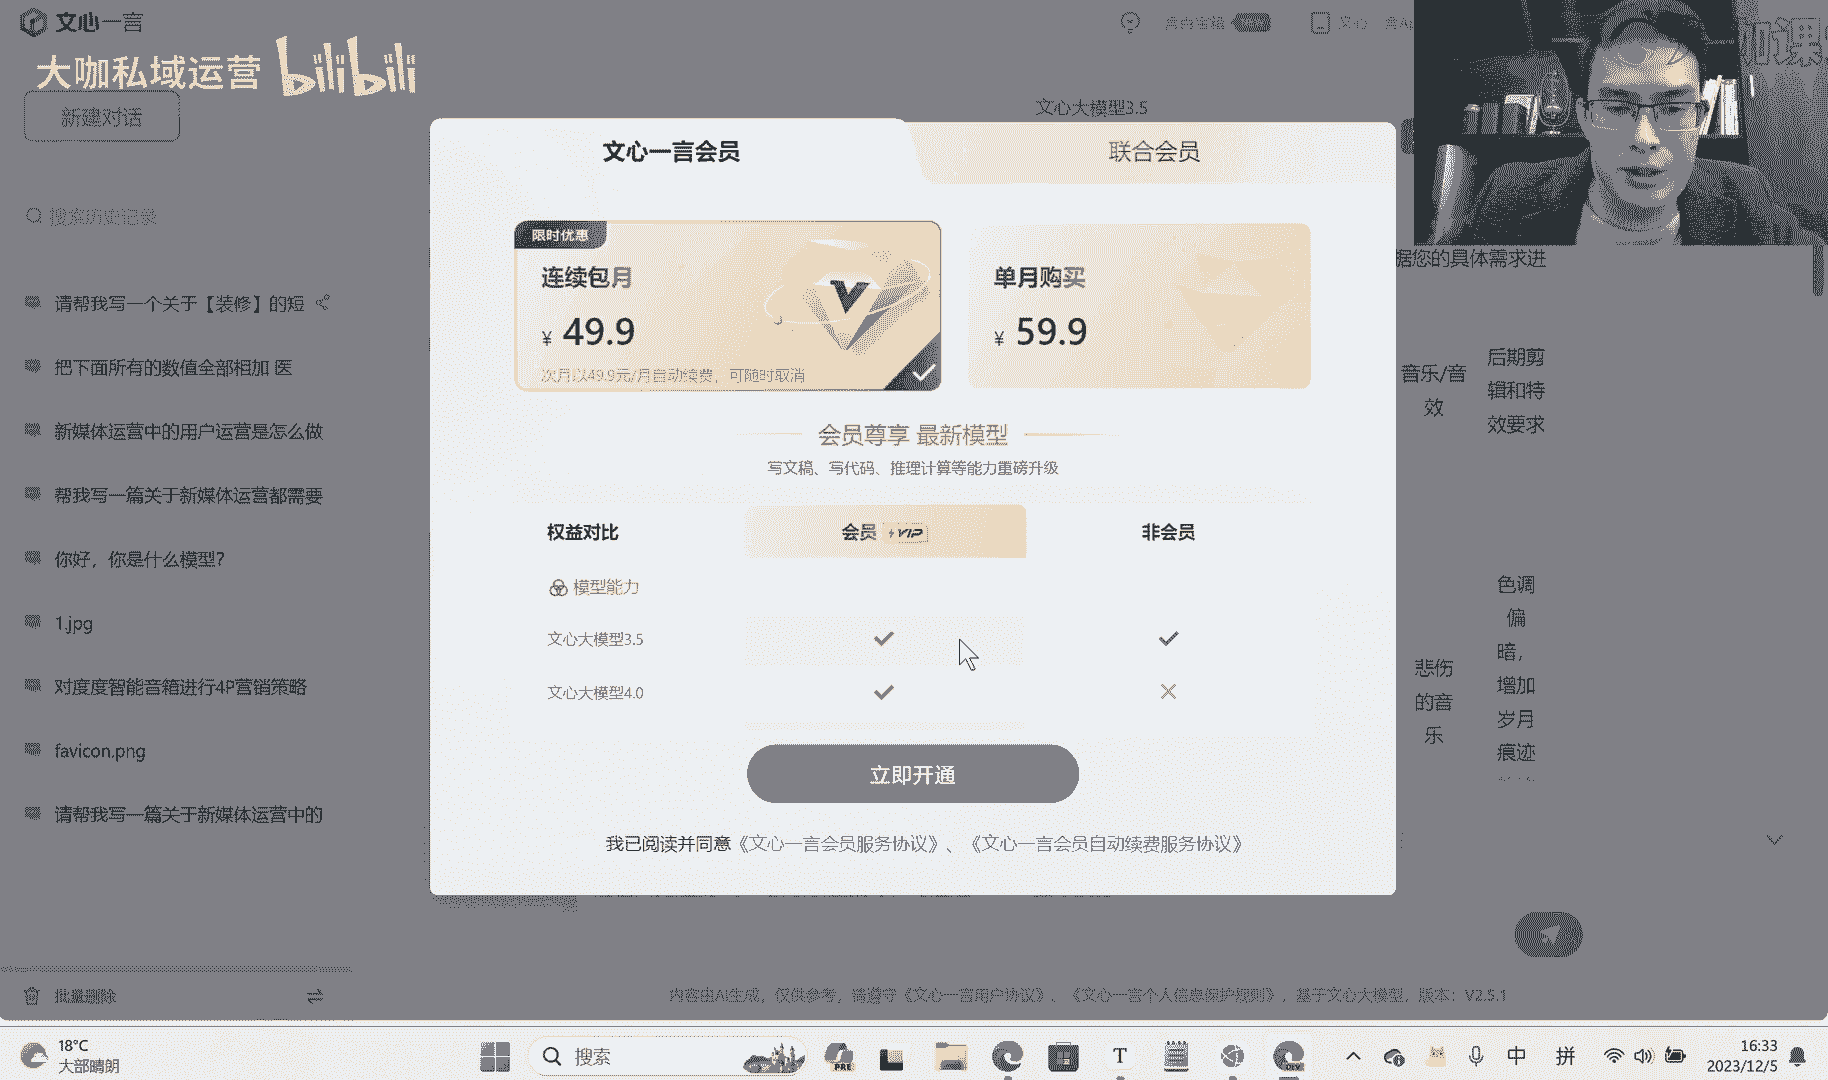 文心一言
大咖私域运营 bilibili
新建对话
文心大模型3.5
搜索历史记录
请帮我写一个关于【装修】的短
把下面所有的数值全部相加 医
新媒体运营中的用户运营是怎么做
帮我写一篇关于新媒体运营都需要
你好，你是什么模型？
1.jpg
对度度智能音箱进行4P营销策略
favicon.png
请帮我写一篇关于新媒体运营中的
批量删除
文心一言会员
联合会员
限时优惠
连续包月
¥ 49.9
次月以49.9元/月自动续费，可随时取消
单月购买
¥ 59.9
会员尊享 最新模型
写文稿、写代码、推理计算等能力重磅升级
权益对比
会员 VIP
非会员
模型能力
文心大模型3.5
文心大模型4.0
立即开通
我已阅读并同意《文心一言会员服务协议》、《文心一言会员自动续费服务协议》
据您的具体需求进
音乐/音
效
后期剪
辑和特
效要求
悲伤
的音
乐
色调
偏
暗，
增加
岁月
痕迹
内容由AI生成，仅供参考，请遵守《文心一言用户协议》、《文心一言个人信息保护规则》，基于文心大模型，版本：V2.5.1
18°C
大部晴朗
搜索
PRE
T
DEV
中
拼
16:33
2023/12/5